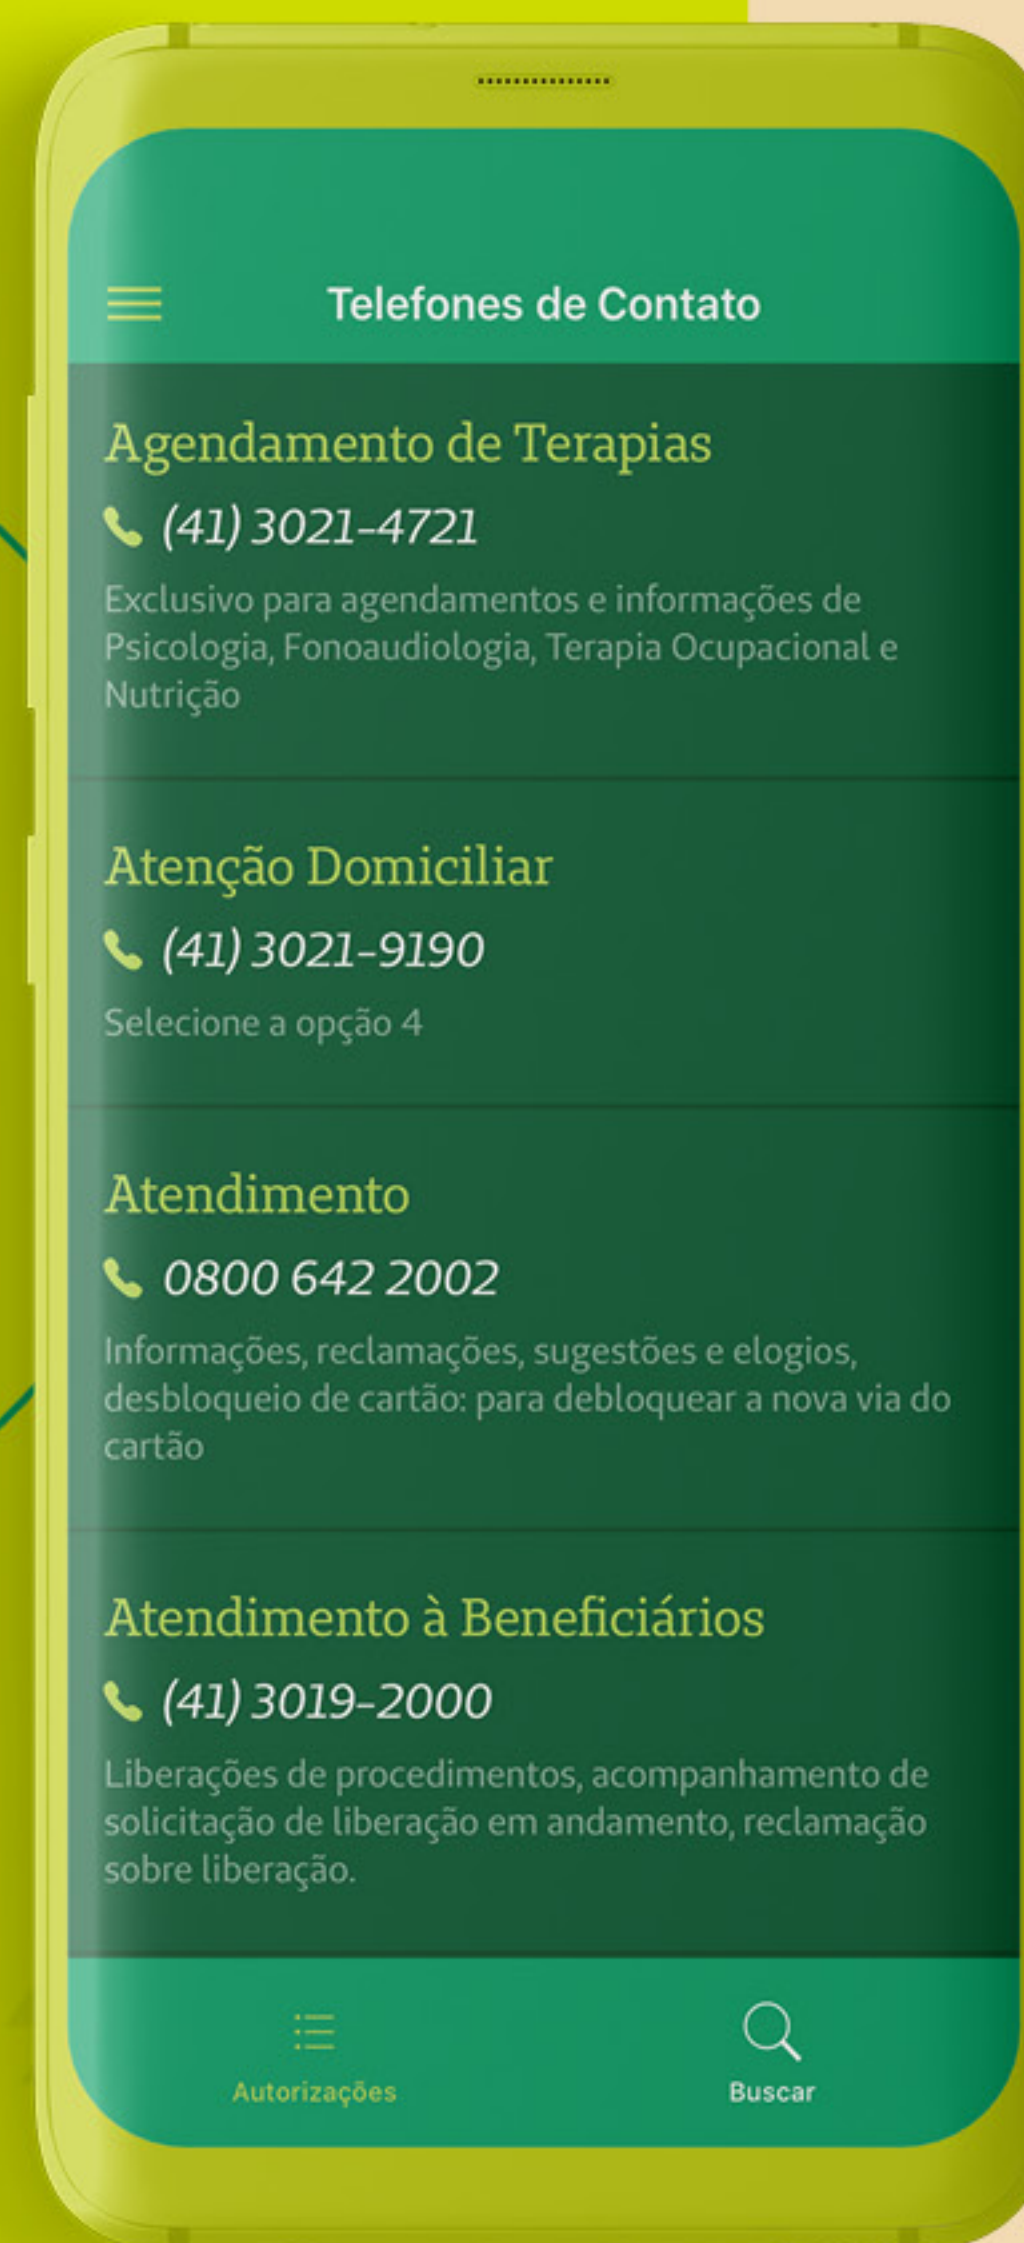 Telefones de Contato
Agendamento de Terapias
(41) 3021-4721
Exclusivo para agendamentos e informações de
Psicologia, Fonoaudiologia, Terapia Ocupacional e
Nutrição
Atenção Domiciliar
(41) 3021-9190
Selecione a opção 4
Atendimento
0800 642 2002
Informações, reclamações, sugestões e elogios,
desbloqueio de cartão: para debloquear a nova via do
cartão
Atendimento à Beneficiários
(41) 3019-2000
Liberações de procedimentos, acompanhamento de
solicitação de liberação em andamento, reclamação
sobre liberação.
Autorizações
Buscar